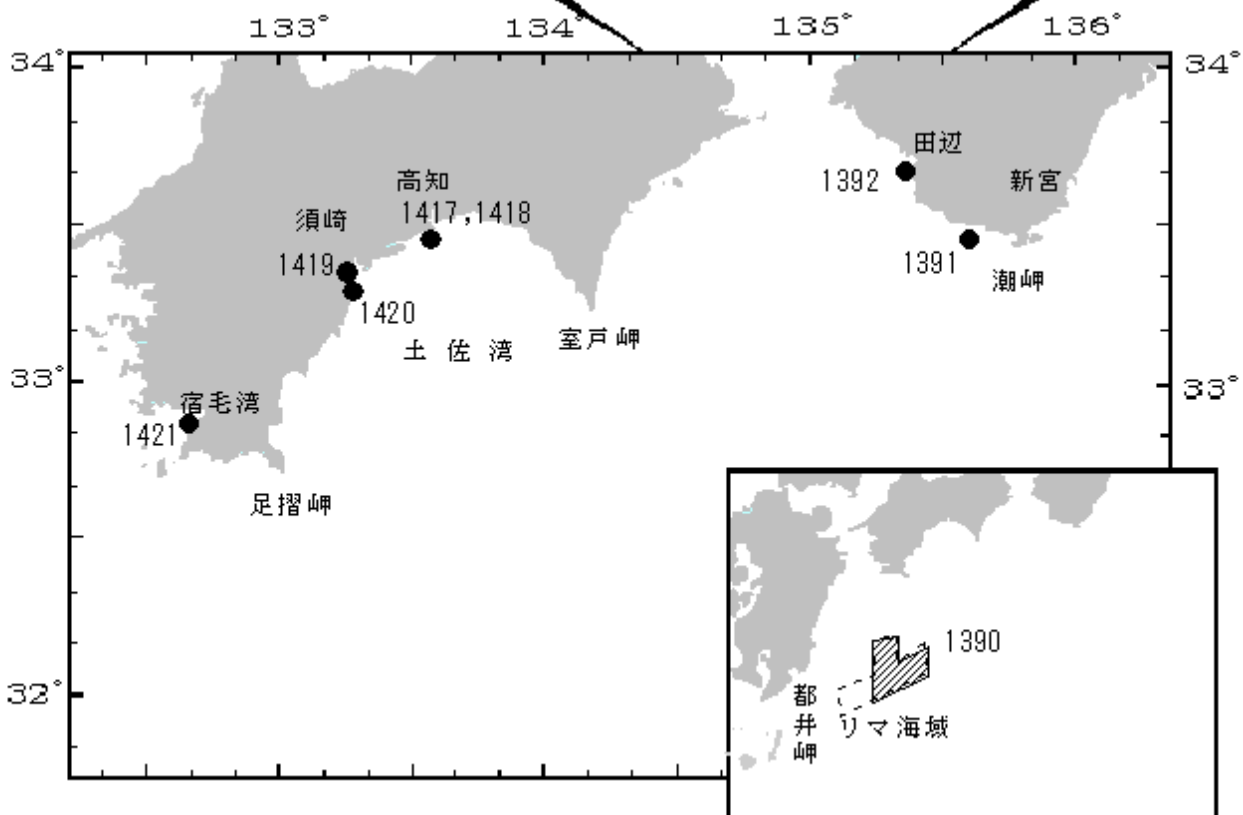 133° 134° 135° 136°
34° 34°
田辺
高知 1392 新宮
1417,1418
須崎
1419 1391
潮岬
1420
土佐湾 室戸岬
33° 33°
宿毛湾
1421
足摺岬
1390
32°
都井岬 リマ海域